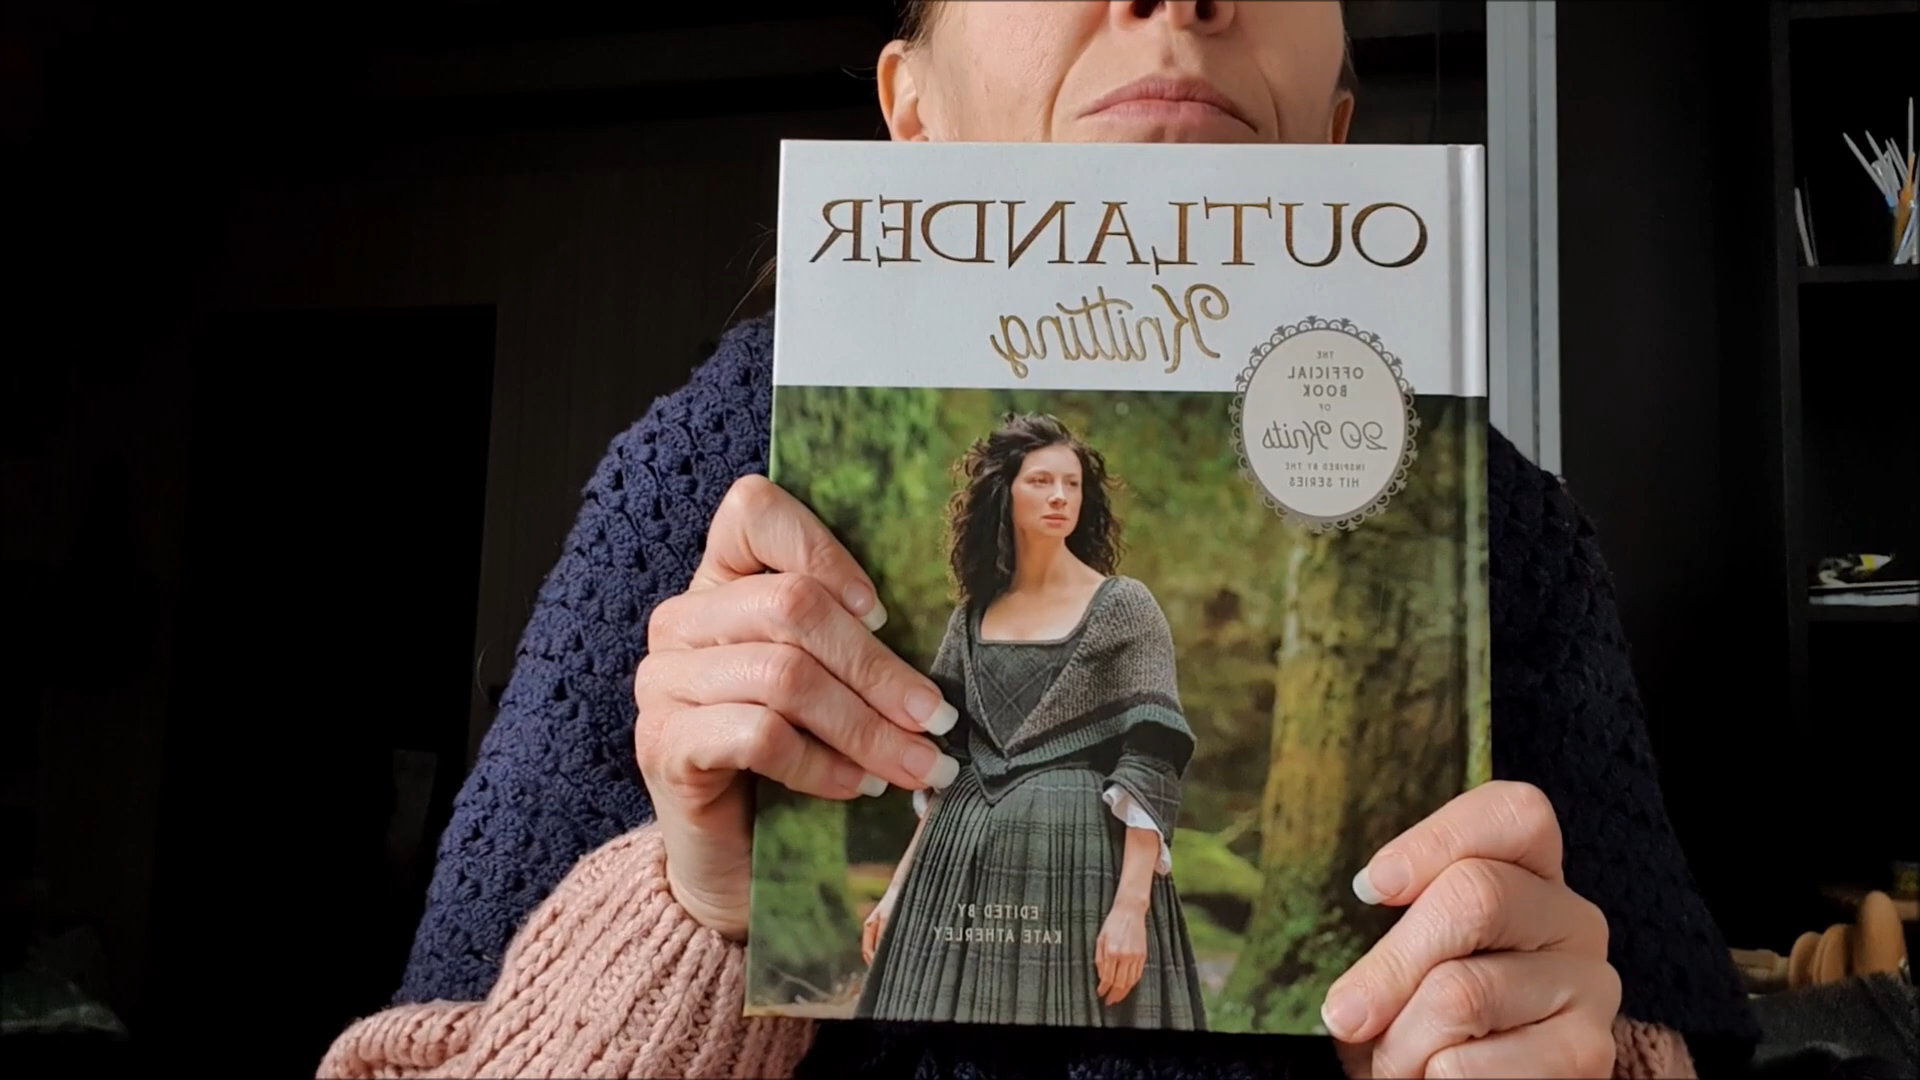 OUTLANDER
Knitting
THE
OFFICIAL
BOOK
OF
20 Knits
INSPIRED BY THE
HIT SERIES
EDITED BY
KATE ATHERLEY